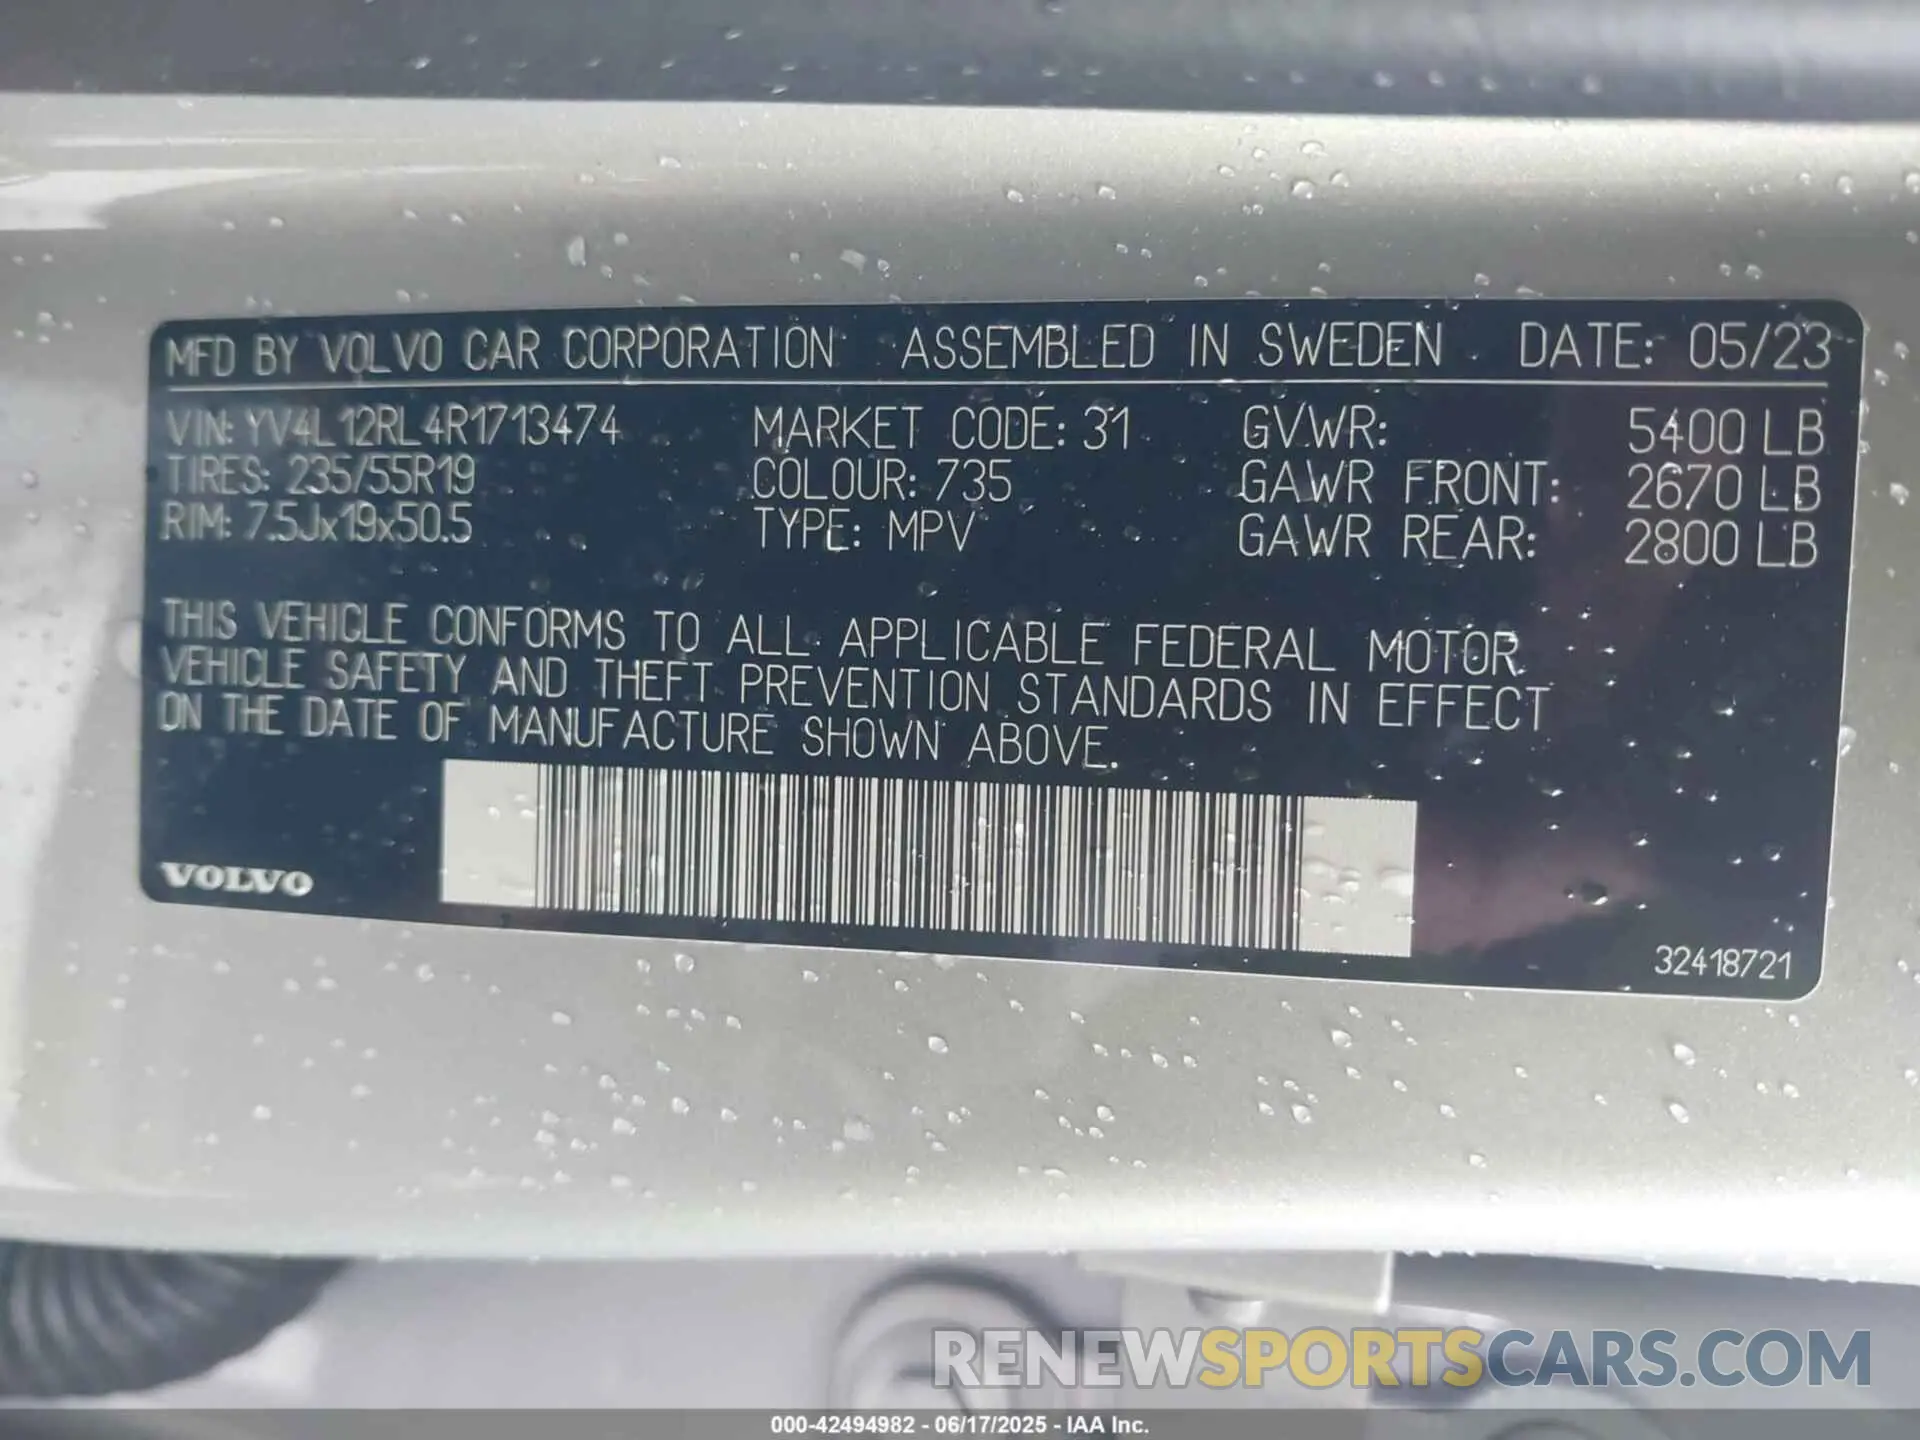 MFD BY VOLVO CAR CORPORATION ASSEMBLED IN SWEDEN DATE: 05/23
VIN: YV4L12RL4R1713474 MARKET CODE: 31 GVWR: 5400 LB
TIRES: 235/55R19 COLOUR: 735 GAWR FRONT: 2670 LB
RIM: 7.5Jx19x50.5 TYPE: MPV GAWR REAR: 2800 LB
THIS VEHICLE CONFORMS TO ALL APPLICABLE FEDERAL MOTOR
VEHICLE SAFETY AND THEFT PREVENTION STANDARDS IN EFFECT
ON THE DATE OF MANUFACTURE SHOWN ABOVE.
VOLVO
32418721
RENEWSPORTSCARS.COM
000-42494982 - 06/17/2025 - IAA Inc.